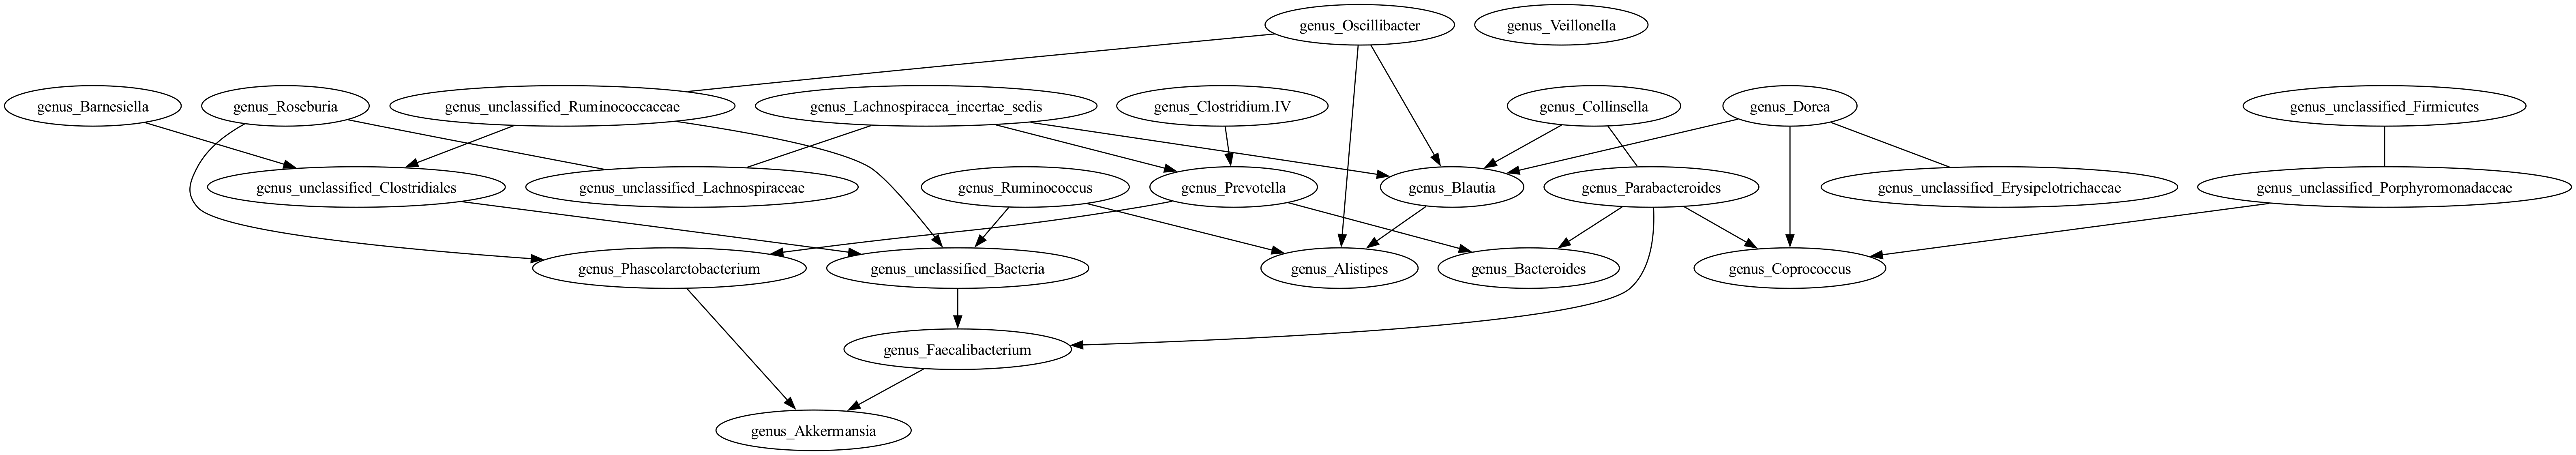 genus_Oscillibacter
genus_Veillonella
genus_Barnesiella
genus_Roseburia
genus_unclassified_Ruminococcaceae
genus_Lachnospiracea_incertae_sedis
genus_Clostridium.IV
genus_Collinsella
genus_Dorea
genus_unclassified_Firmicutes
genus_unclassified_Clostridiales
genus_unclassified_Lachnospiraceae
genus_Ruminococcus
genus_Prevotella
genus_Blautia
genus_Parabacteroides
genus_unclassified_Erysipelotrichaceae
genus_unclassified_Porphyromonadaceae
genus_Phascolarctobacterium
genus_unclassified_Bacteria
genus_Alistipes
genus_Bacteroides
genus_Coprococcus
genus_Faecalibacterium
genus_Akkermansia